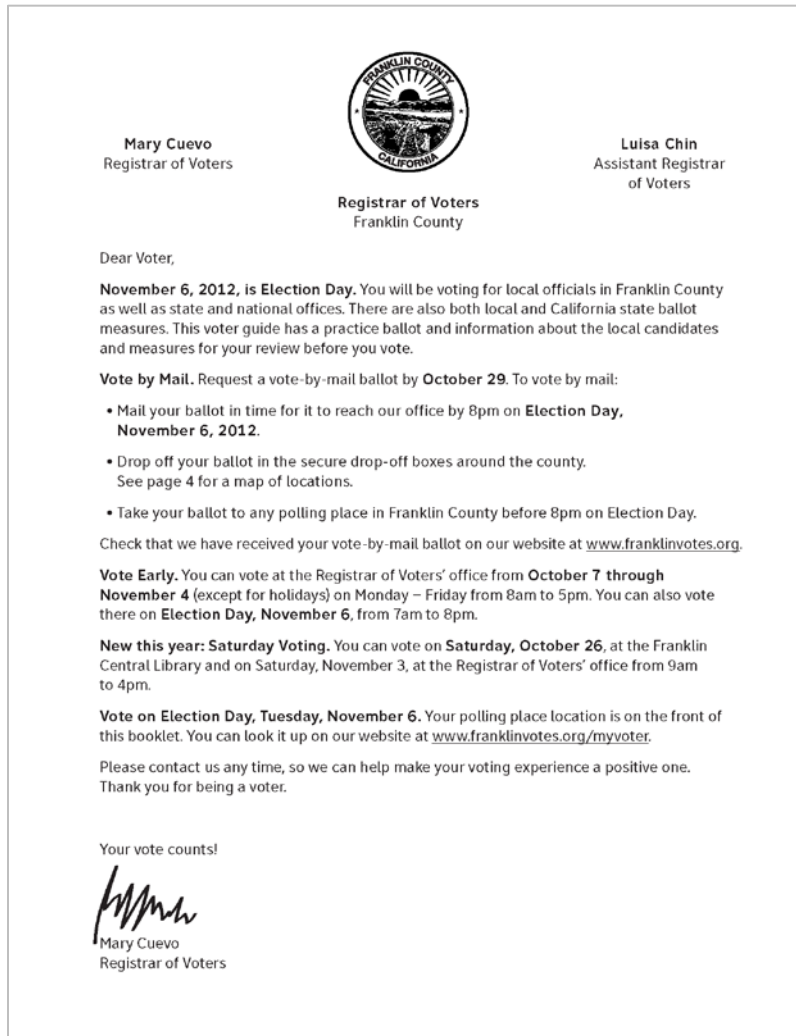 FRANKLIN COUNTY
CALIFORNIA
Mary Cuevo
Registrar of Voters
Luisa Chin
Assistant Registrar
of Voters
Registrar of Voters
Franklin County
Dear Voter,
November 6, 2012, is Election Day. You will be voting for local officials in Franklin County
as well as state and national offices. There are also both local and California state ballot
measures. This voter guide has a practice ballot and information about the local candidates
and measures for your review before you vote.
Vote by Mail. Request a vote-by-mail ballot by October 29. To vote by mail:
• Mail your ballot in time for it to reach our office by 8pm on Election Day,
November 6, 2012.
• Drop off your ballot in the secure drop-off boxes around the county.
See page 4 for a map of locations.
• Take your ballot to any polling place in Franklin County before 8pm on Election Day.
Check that we have received your vote-by-mail ballot on our website at www.franklinvotes.org.
Vote Early. You can vote at the Registrar of Voters' office from October 7 through
November 4 (except for holidays) on Monday – Friday from 8am to 5pm. You can also vote
there on Election Day, November 6, from 7am to 8pm.
New this year: Saturday Voting. You can vote on Saturday, October 26, at the Franklin
Central Library and on Saturday, November 3, at the Registrar of Voters' office from 9am
to 4pm.
Vote on Election Day, Tuesday, November 6. Your polling place location is on the front of
this booklet. You can look it up on our website at www.franklinvotes.org/myvoter.
Please contact us any time, so we can help make your voting experience a positive one.
Thank you for being a voter.
Your vote counts!
Mary Cuevo
Registrar of Voters